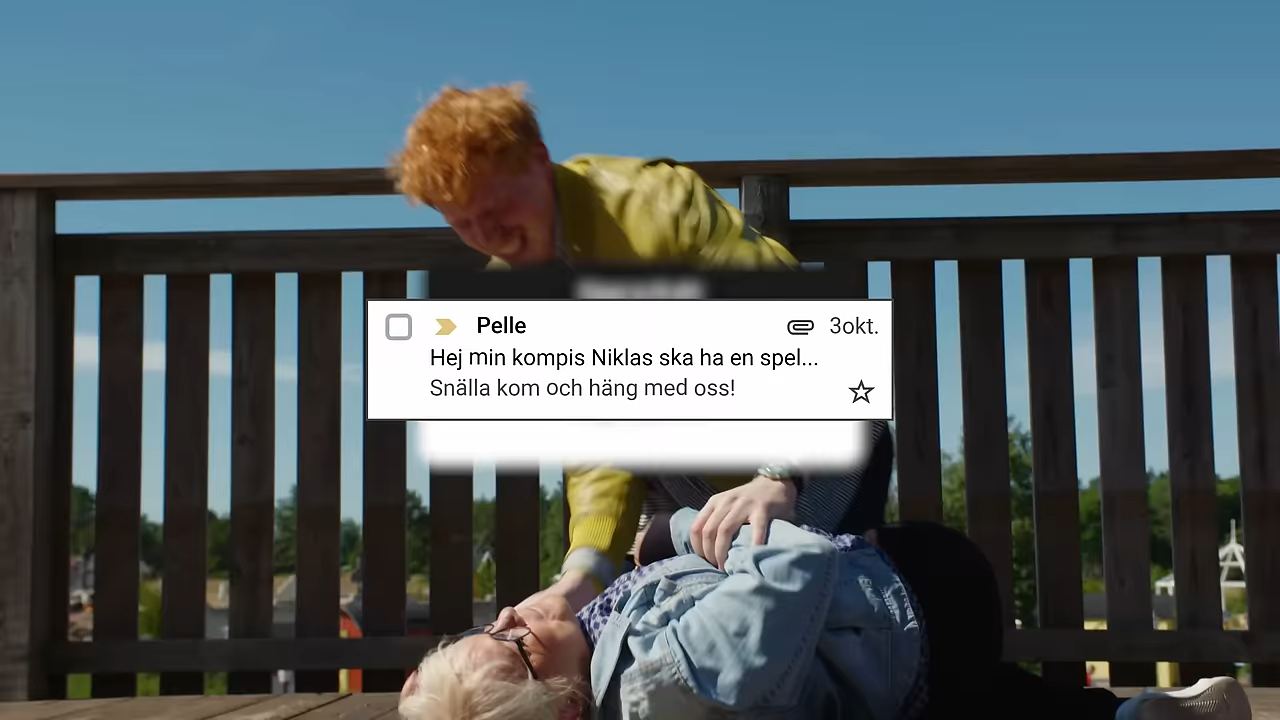 Pelle
3okt.
Hej min kompis Niklas ska ha en spel...
Snälla kom och häng med oss!